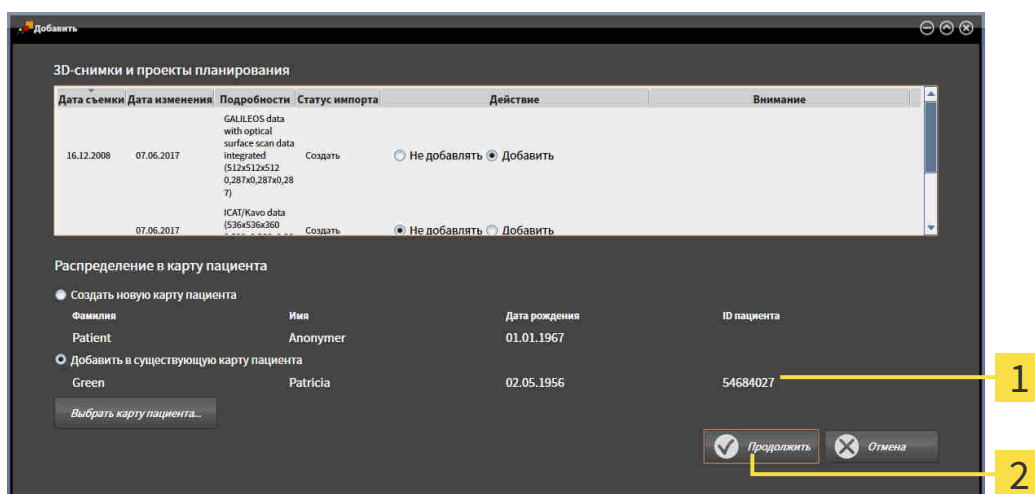 Добавить
3D-снимки и проекты планирования
Дата съемки Дата изменения Подробности Статус импорта Действие Внимание
GALILEOS data
with optical
surface scan data
16.12.2008 07.06.2017 integrated Создать Не добавлять Добавить
(512x512x512
0,287x0,287x0,28
7)
ICAT/Kavo data
(536x536x360
07.06.2017 Создать Не добавлять Добавить
Распределение в карту пациента
Создать новую карту пациента
Фамилия Имя Дата рождения ID пациента
Patient Anonymer 01.01.1967
Добавить в существующую карту пациента
Green Patricia 02.05.1956 54684027
1
Выбрать карту пациента...
Продолжить Отмена
2